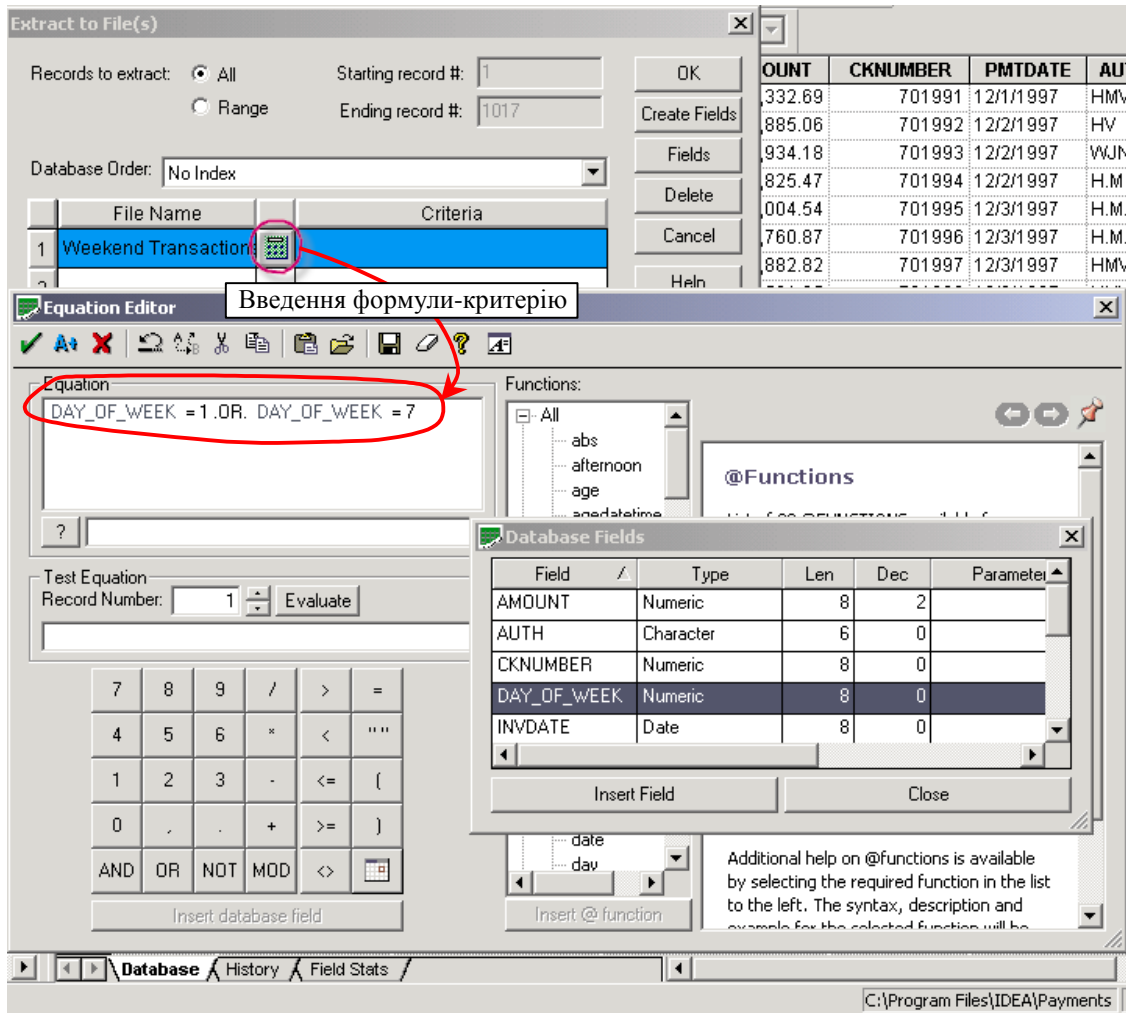 Extract to File(s)
Records to extract: All Starting record #: 1 OK
Range Ending record #: 1017 Create Fields
Database Order: No Index Fields
Delete
File Name Criteria
1 Weekend Transaction Cancel
Help
OUNT CKNUMBER PMTDATE AU
,332.69 701991 12/1/1997 HMV
,885.06 701992 12/2/1997 HV
,934.18 701993 12/2/1997 WJN
,825.47 701994 12/2/1997 H.M
,004.54 701995 12/3/1997 H.M.
,760.87 701996 12/3/1997 H.M.
,882.82 701997 12/3/1997 HMV
Введення формули-критерію
Equation Editor
Equation
DAY_OF_WEEK = 1 .OR. DAY_OF_WEEK = 7
?
Test Equation
Record Number: 1 Evaluate
7 8 9 / > =
4 5 6 * < " "
1 2 3 - <= (
0 , . + >= )
AND OR NOT MOD <>
Insert database field
Functions:
All
abs
afternoon
age
agedatetime
date
day
Insert @ function
@Functions
Database Fields
Field Type Len Dec Parameter
AMOUNT Numeric 8 2
AUTH Character 6 0
CKNUMBER Numeric 8 0
DAY_OF_WEEK Numeric 8 0
INVDATE Date 8 0
Insert Field Close
Additional help on @functions is available
by selecting the required function in the list
to the left. The syntax, description and
example for the selected function will be
Database History Field Stats
C:\Program Files\IDEA\Payments